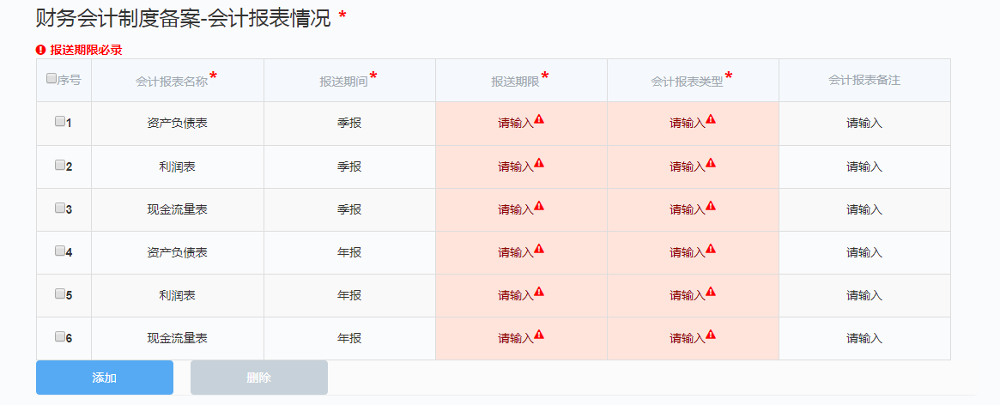 财务会计制度备案-会计报表情况 *
报送期限必录
序号 会计报表名称* 报送期间* 报送期限* 会计报表类型* 会计报表备注
1 资产负债表 季报 请输入 请输入 请输入
2 利润表 季报 请输入 请输入 请输入
3 现金流量表 季报 请输入 请输入 请输入
4 资产负债表 年报 请输入 请输入 请输入
5 利润表 年报 请输入 请输入 请输入
6 现金流量表 年报 请输入 请输入 请输入
添加 删除